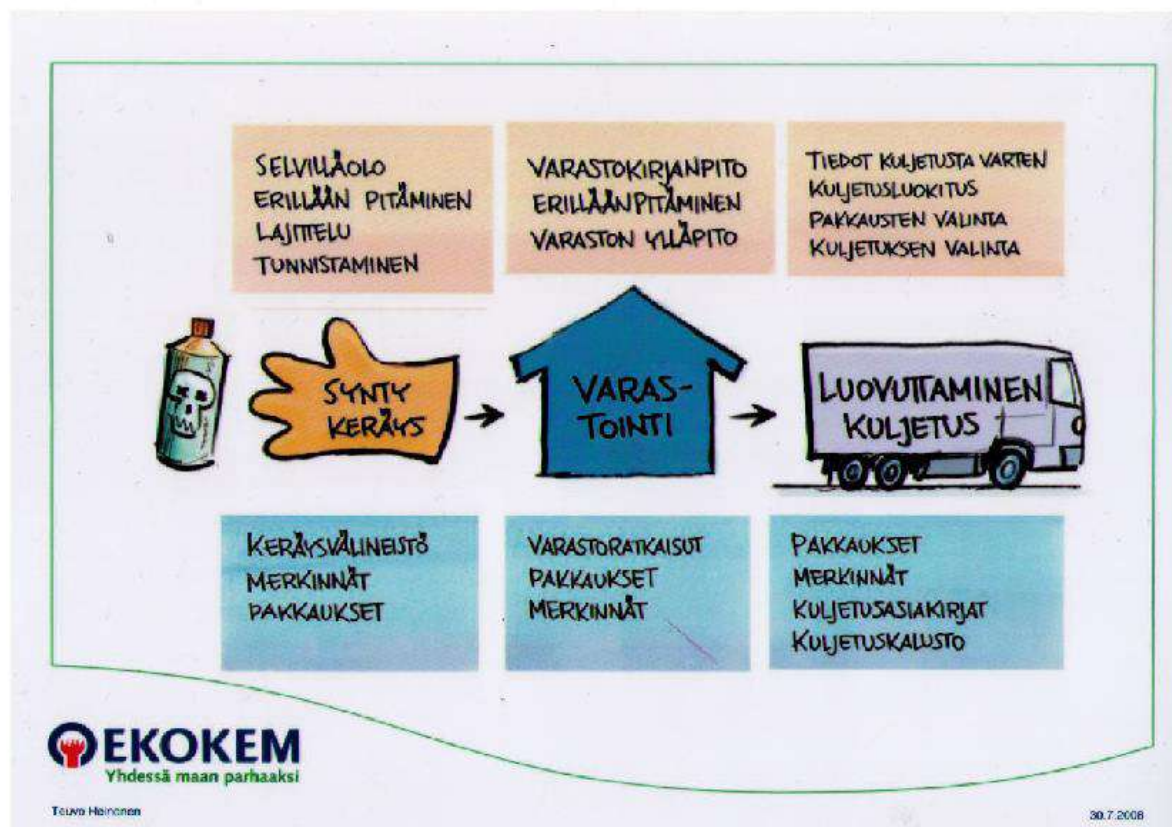 SELVILLÄOLO
ERILLÄÄN PITÄMINEN
LAJITTELU
TUNNISTAMINEN
VARASTOKIRJANPITO
ERILLÄÄNPITÄMINEN
VARASTON YLLÄPITO
TIEDOT KULJETUSTA VARTEN
KULJETUSLUOKITUS
PAKKAUSTEN VALINTA
KULJETUKSEN VALINTA
SYNTY
KERÄYS
VARAS-
TOINTI
LUOVUTTAMINEN
KULJETUS
KERÄYSVÄLINEISTÖ
MERKINNÄT
PAKKAUKSET
VARASTORATKAISUT
PAKKAUKSET
MERKINNÄT
PAKKAUKSET
MERKINNÄT
KULJETUSASIAKIRJAT
KULJETUSKALUSTO
EKOKEM
Yhdessä maan parhaaksi
Teuvo Heinonen
30.7.2008